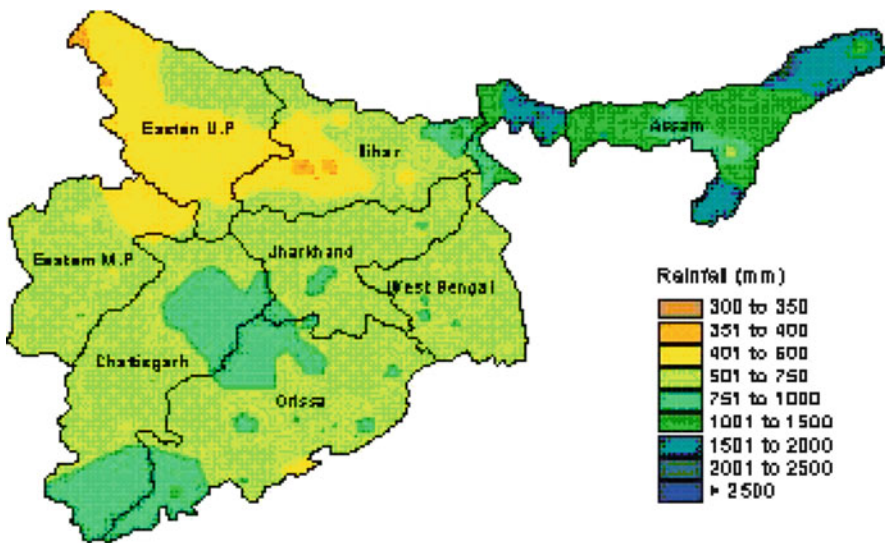 Eastern U.P
Bihar
Assam
Eastern M.P
Jharkhand
West Bengal
Chattisgarh
Orissa
Rainfall (mm)
300 to 350
351 to 400
401 to 600
501 to 750
751 to 1000
1001 to 1500
1501 to 2000
2001 to 2500
> 2500